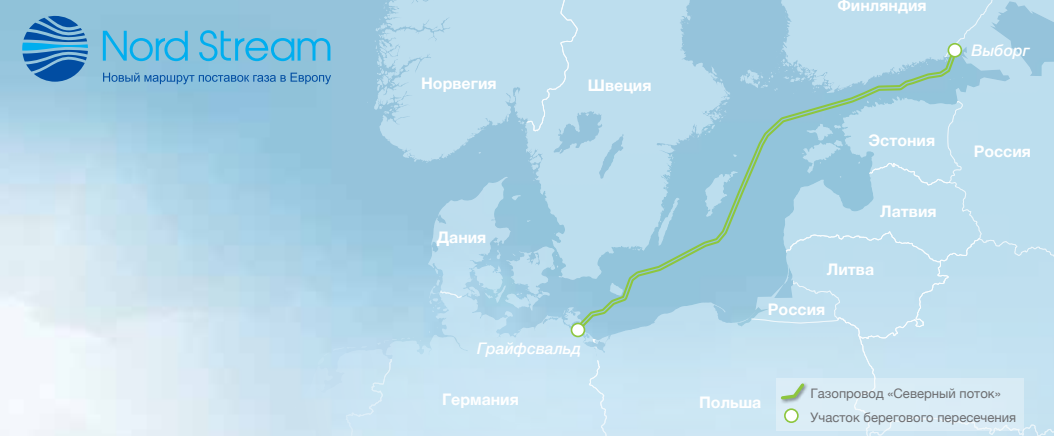 Nord Stream
Новый маршрут поставок газа в Европу
Финляндия
Выборг
Норвегия
Швеция
Эстония
Россия
Латвия
Дания
Литва
Россия
Грайфсвальд
Германия
Польша
Газопровод «Северный поток»
Участок берегового пересечения